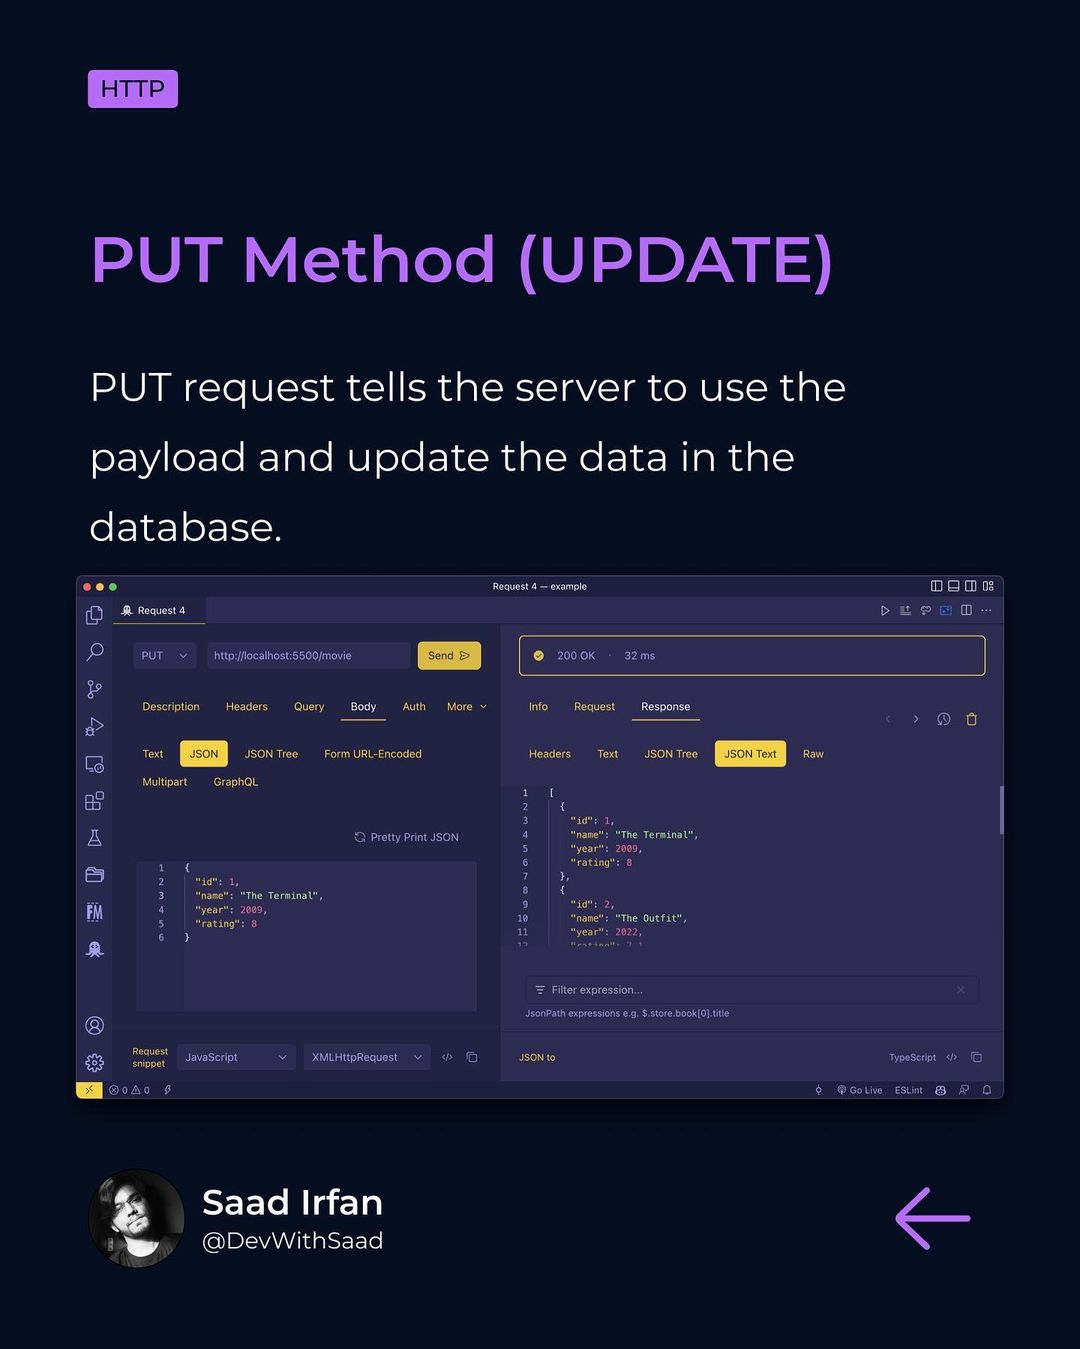 HTTP
PUT Method (UPDATE)
PUT request tells the server to use the
payload and update the data in the
database.
Request 4 — example
Request 4
PUT
http://localhost:5500/movie
Send
Description Headers Query Body Auth More
Text JSON JSON Tree Form URL-Encoded
Multipart GraphQL
Pretty Print JSON
1 {
2 "id": 1,
3 "name": "The Terminal",
4 "year": 2009,
5 "rating": 8
6 }
Request
snippet
JavaScript
XMLHttpRequest
200 OK · 32 ms
Info Request Response
Headers Text JSON Tree JSON Text Raw
1 [
2 {
3 "id": 1,
4 "name": "The Terminal",
5 "year": 2009,
6 "rating": 8
7 },
8 {
9 "id": 2,
10 "name": "The Outfit",
11 "year": 2022,
12 "rating": 7.1
Filter expression...
JsonPath expressions e.g. $.store.book[0].title
JSON to
TypeScript
0 0
Go Live ESLint
FM
Saad Irfan
@DevWithSaad